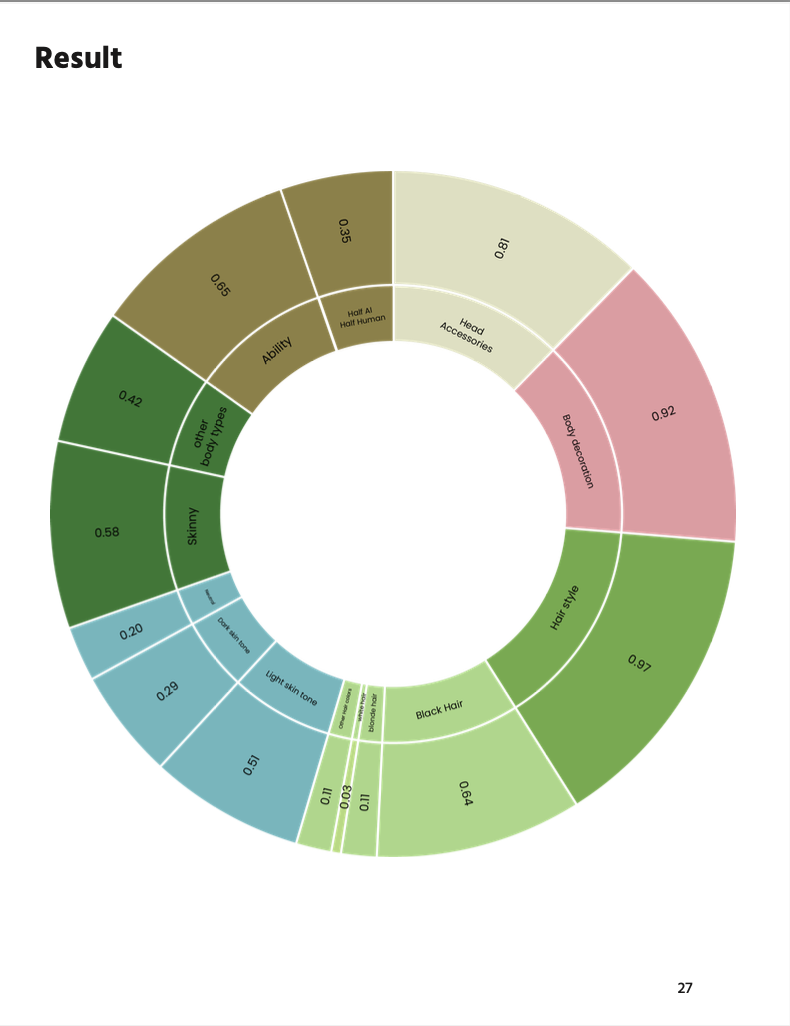 Result
0.81
Head
Accessories
0.92
Body decoration
0.97
Hair style
0.64
Black Hair
0.11
blonde hair
0.03
white hair
0.11
Other Hair colors
0.51
Light skin tone
0.29
Dark skin tone
0.20
Neutral
0.58
Skinny
0.42
other
body types
0.65
Ability
0.35
Half AI
Half Human
27